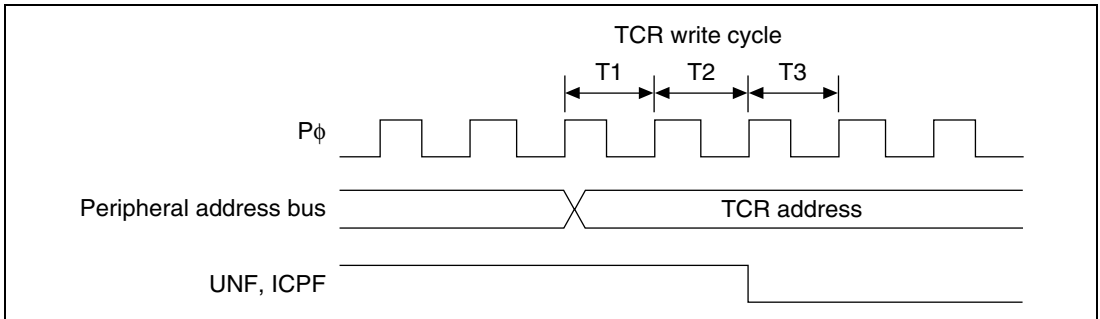 TCR write cycle
T1 T2 T3
Pϕ
Peripheral address bus
TCR address
UNF, ICPF